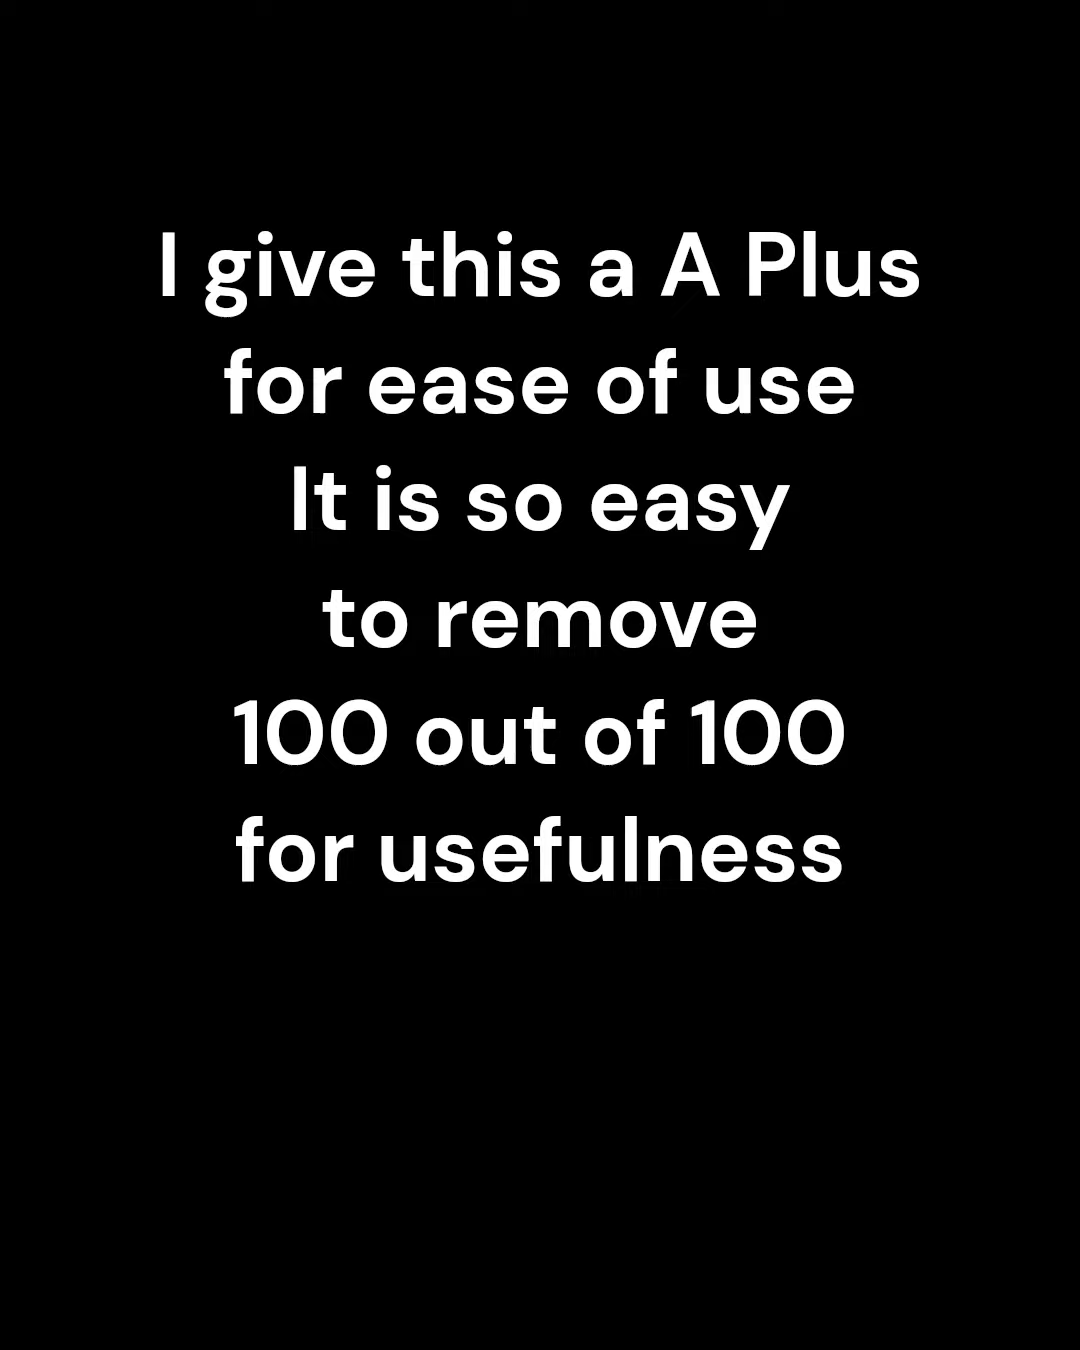 I give this a A Plus
for ease of use
It is so easy
to remove
100 out of 100
for usefulness